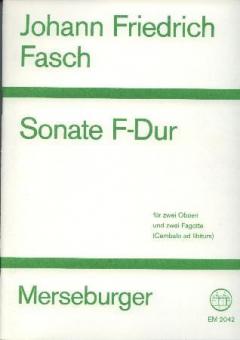 Johann Friedrich
Fasch
Sonate F-Dur
für zwei Oboen
und zwei Fagotte
(Cembalo ad libitum)
Merseburger
EM 2042